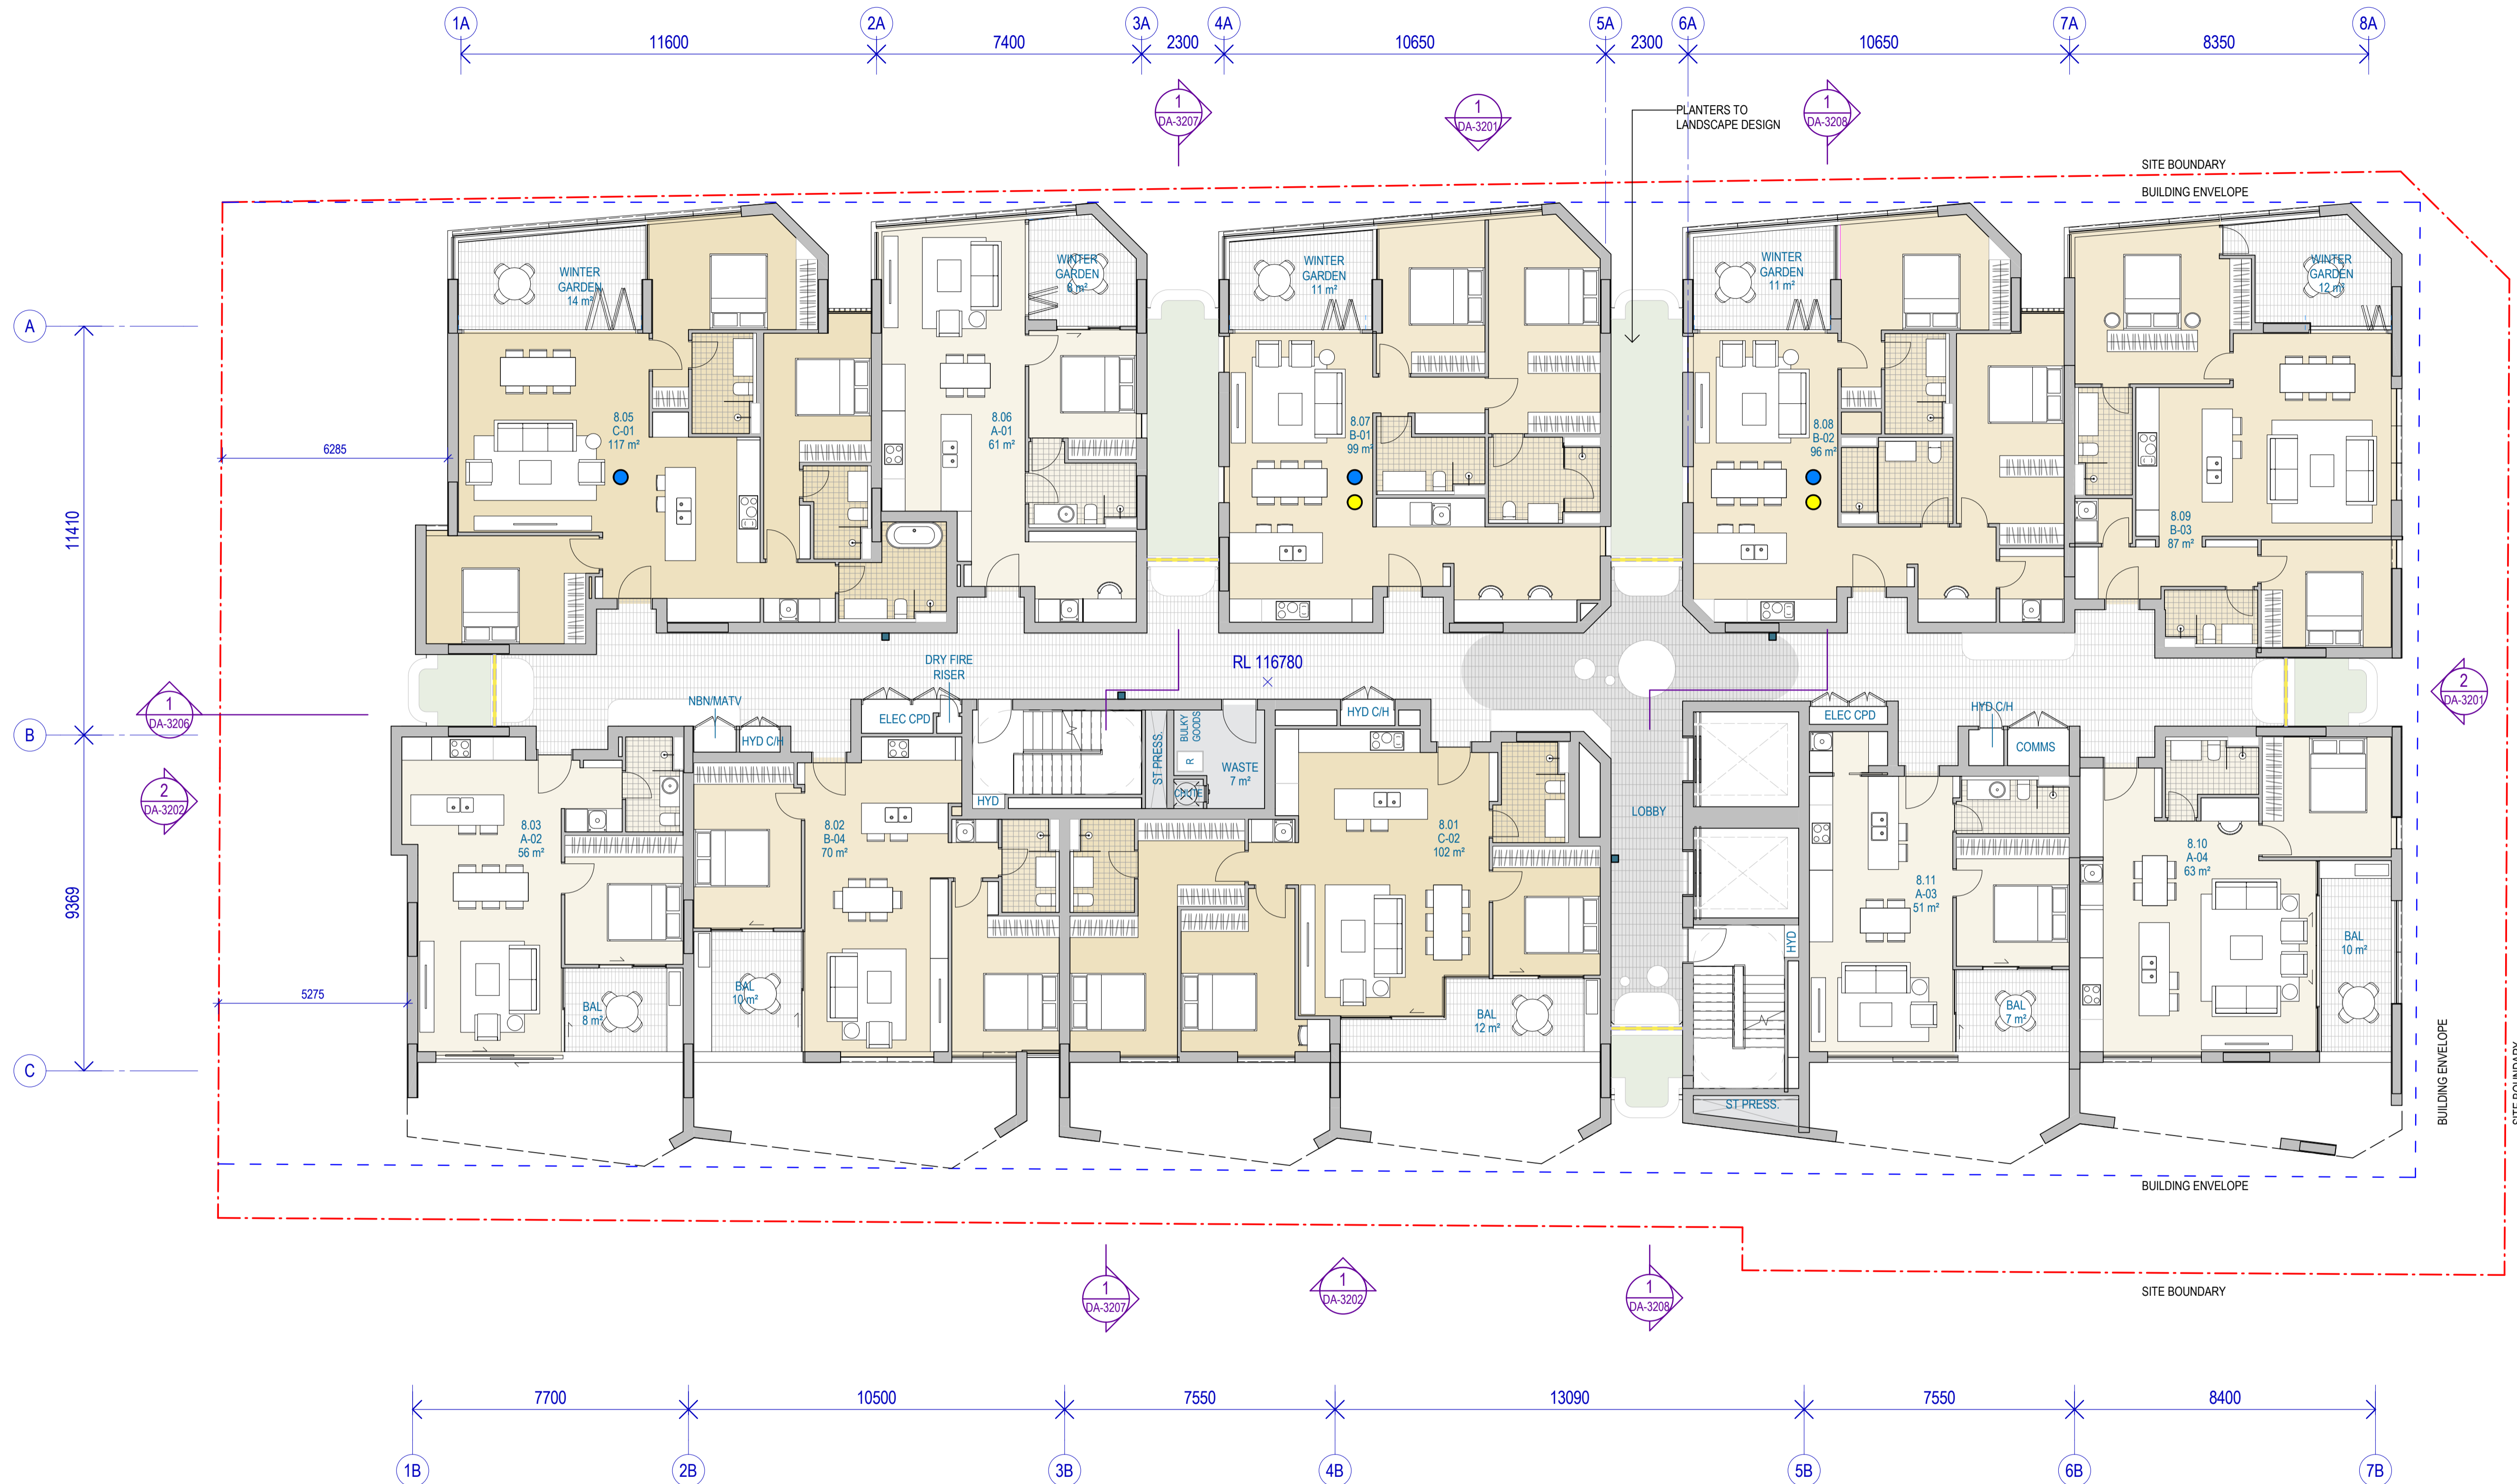 1A
2A
3A
4A
5A
6A
7A
8A
11600
7400
2300
10650
2300
10650
8350
1
DA-3207
1
DA-3201
1
DA-3208
PLANTERS TO
LANDSCAPE DESIGN
SITE BOUNDARY
BUILDING ENVELOPE
WINTER
GARDEN
14 m²
WINTER
GARDEN
8 m²
WINTER
GARDEN
11 m²
WINTER
GARDEN
11 m²
WINTER
GARDEN
12 m²
A
11410
6285
8.05
C-01
117 m²
8.06
A-01
61 m²
8.07
B-01
99 m²
8.08
B-02
96 m²
8.09
B-03
87 m²
RL 116780
DRY FIRE
RISER
NBN/MATV
ELEC CPD
HYD C/H
HYD
ST PRESS.
BULKY
GOODS
R
CHUTE
WASTE
7 m²
HYD C/H
ELEC CPD
HYD C/H
COMMS
1
DA-3206
2
DA-3201
B
2
DA-3202
9369
8.03
A-02
56 m²
8.02
B-04
70 m²
8.01
C-02
102 m²
LOBBY
8.11
A-03
51 m²
8.10
A-04
63 m²
HYD
5275
BAL
8 m²
BAL
10 m²
BAL
12 m²
BAL
7 m²
BAL
10 m²
C
ST PRESS.
BUILDING ENVELOPE
SITE BOUNDARY
BUILDING ENVELOPE
SITE BOUNDARY
1
DA-3207
1
DA-3202
1
DA-3208
7700
10500
7550
13090
7550
8400
1B
2B
3B
4B
5B
6B
7B